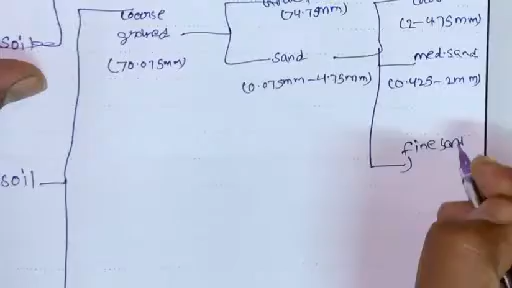 coarse
grained
(>0.075mm)
(>4.75mm)
sand
(0.075mm-4.75mm)
(2-4.75mm)
med.sand
(0.425-2mm)
fine sand
soil
soil